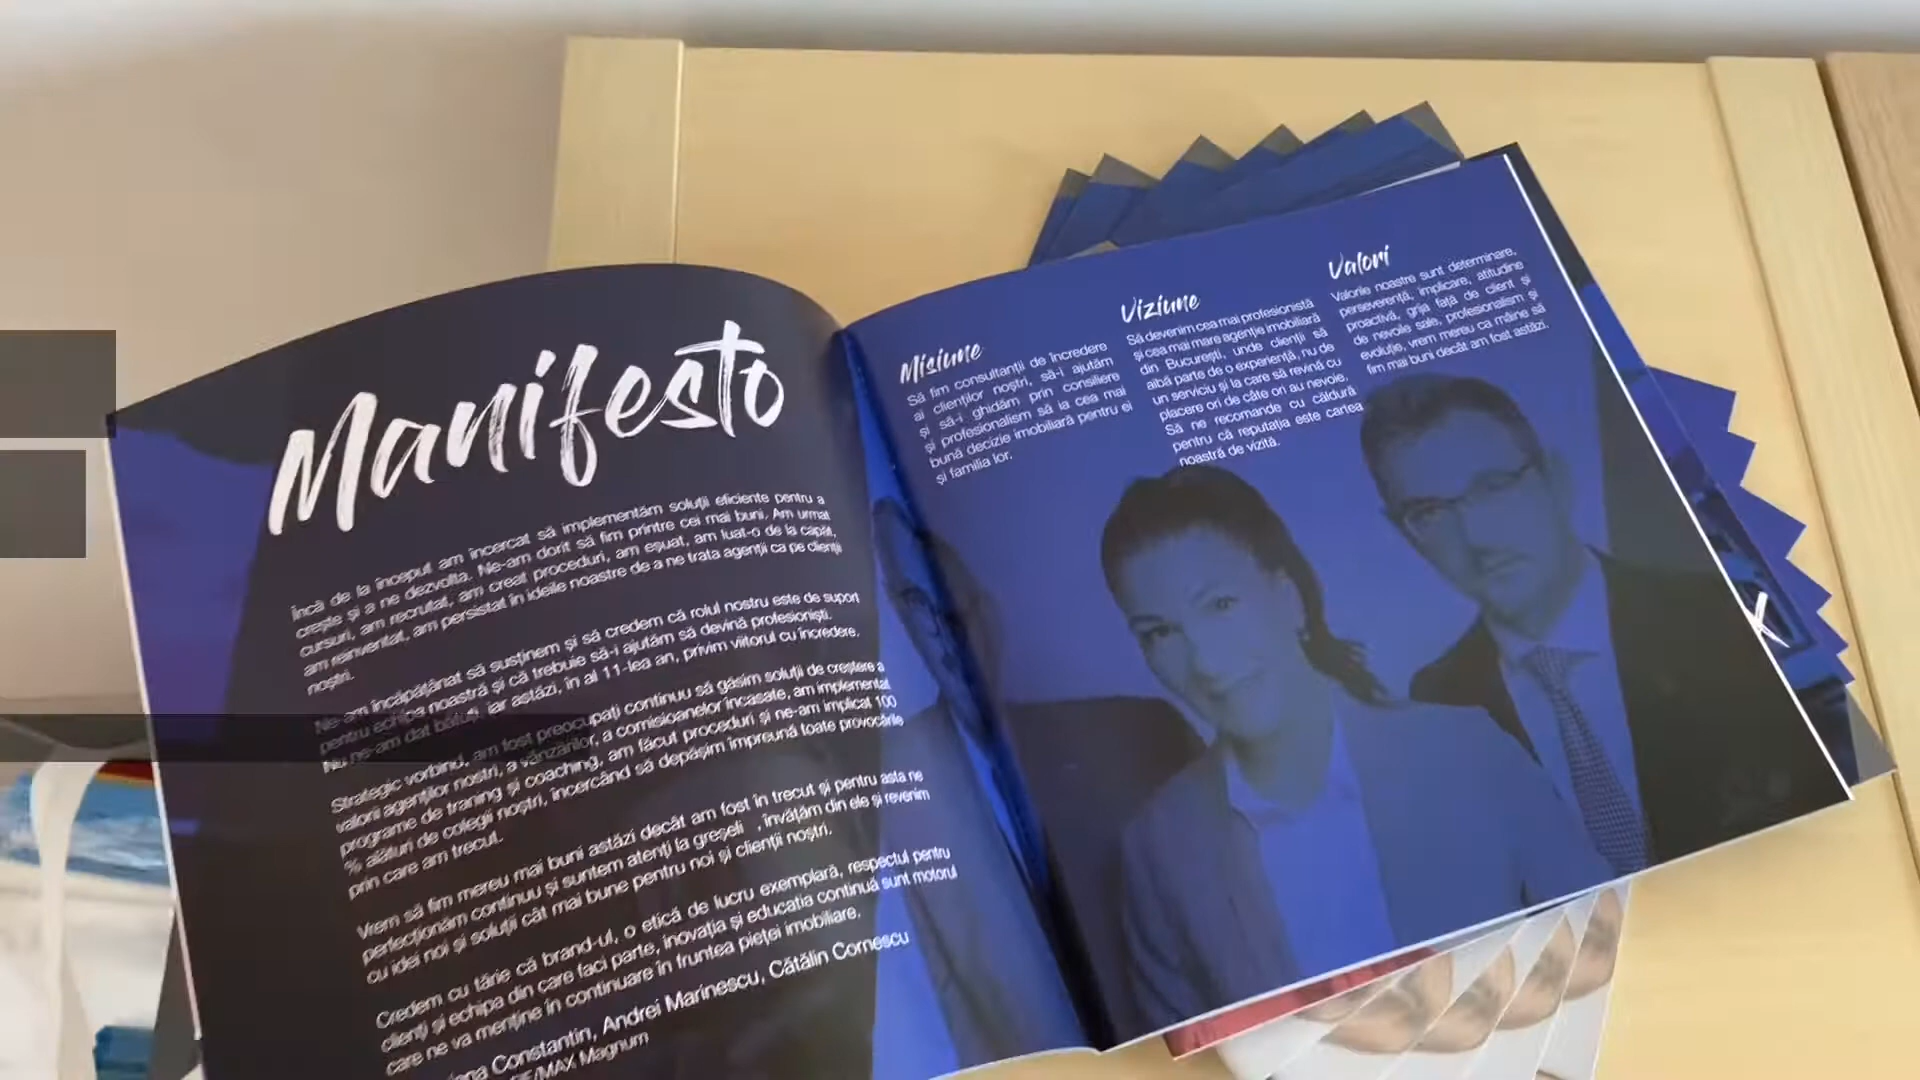 Manifesto
Încă de la început am încercat să implementăm soluții eficiente pentru a
crește și a ne dezvolta. Ne-am dorit să fim printre cei mai buni. Am urmat
cursuri, am recrutat, am creat proceduri, am eșuat, am luat-o de la capăt,
am reinventat, am persistat în ideile noastre de a ne trata agenții ca pe clienții
noștri.
Ne-am încăpățânat să susținem și să credem că rolul nostru este de suport
pentru echipa noastră și că trebuie să-i ajutăm să devină profesioniști.
Nu ne-am dat bătuți, iar astăzi, în al 11-lea an, privim viitorul cu încredere.
Strategic vorbind, am fost preocupați continuu să găsim soluții de creștere a
valorii agenților noștri, a vânzărilor, a comisioanelor încasate, am implementat
programe de traning și coaching, am făcut proceduri și ne-am implicat 100
% alături de colegii noștri, încercând să depășim împreună toate provocările
prin care am trecut.
Vrem să fim mereu mai buni astăzi decât am fost în trecut și pentru asta ne
perfecționăm continuu și suntem atenți la greșeli , învățăm din ele și revenim
cu idei noi și soluții cât mai bune pentru noi și clienții noștri.
Credem cu tărie că brand-ul, o etică de lucru exemplară, respectul pentru
clienți și echipa din care faci parte, inovația și educatia continuă sunt motorul
care ne va menține în continuare în fruntea pieței imobiliare.
Constantin, Andrei Marinescu, Cătălin Cornescu
RE/MAX Magnum
Misiune
Să fim consultanții de încredere
ai clienților noștri, să-i ajutăm
și să-i ghidăm prin consiliere
și profesionalism să ia cea mai
bună decizie imobiliară pentru ei
și familia lor.
Viziune
Să devenim cea mai profesionistă
și cea mai mare agenție imobiliară
din București, unde clienții să
aibă parte de o experiență, nu de
un serviciu și la care să revină cu
placere ori de câte ori au nevoie.
Să ne recomande cu căldură
pentru că reputația este cartea
noastră de vizită.
Valori
Valorile noastre sunt determinare,
perseverență, implicare, atitudine
proactivă, grija față de client și
de nevoile sale, profesionalism și
evoluție, vrem mereu ca mâine să
fim mai buni decât am fost astăzi.